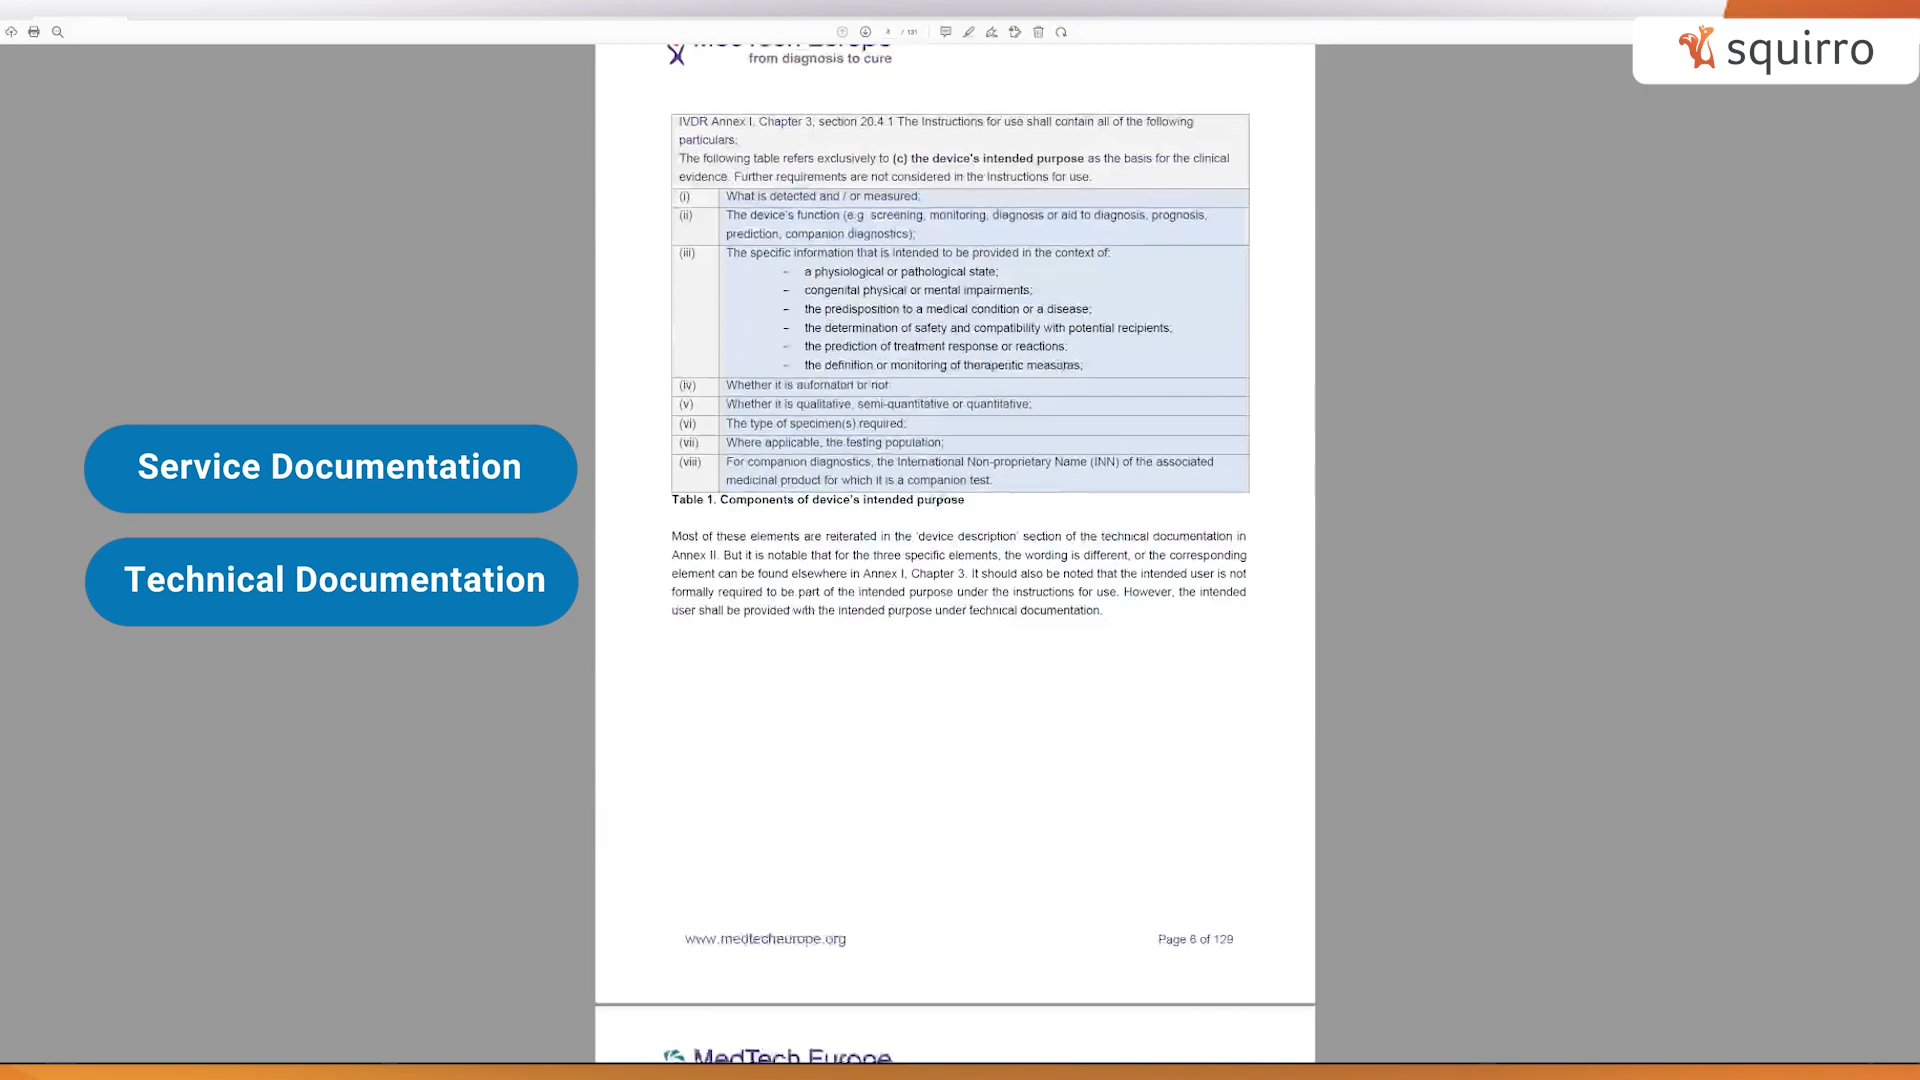 / 131
squirro
MedTech Europe
from diagnosis to cure
IVDR Annex I, Chapter 3, section 20.4.1 The Instructions for use shall contain all of the following
particulars:
The following table refers exclusively to (c) the device's intended purpose as the basis for the clinical
evidence. Further requirements are not considered in the Instructions for use.
(i) What is detected and / or measured;
(ii) The device's function (e.g. screening, monitoring, diagnosis or aid to diagnosis, prognosis,
prediction, companion diagnostics);
(iii) The specific information that is intended to be provided in the context of:
- a physiological or pathological state;
- congenital physical or mental impairments;
- the predisposition to a medical condition or a disease;
- the determination of safety and compatibility with potential recipients;
- the prediction of treatment response or reactions;
- the definition or monitoring of therapeutic measures;
(iv) Whether it is or not
(v) Whether it is qualitative, semi-quantitative or quantitative;
(vi) The type of specimen(s) required;
(vii) Where applicable, the testing population;
(viii) For companion diagnostics, the International Non-proprietary Name (INN) of the associated
medicinal product for which it is a companion test.
Table 1. Components of device's intended purpose
Service Documentation
Technical Documentation
Most of these elements are reiterated in the 'device description' section of the technical documentation in
Annex II. But it is notable that for the three specific elements, the wording is different, or the corresponding
element can be found elsewhere in Annex I, Chapter 3. It should also be noted that the intended user is not
formally required to be part of the intended purpose under the instructions for use. However, the intended
user shall be provided with the intended purpose under technical documentation.
www.medtecheurope.org
Page 6 of 129
MedTech Europe